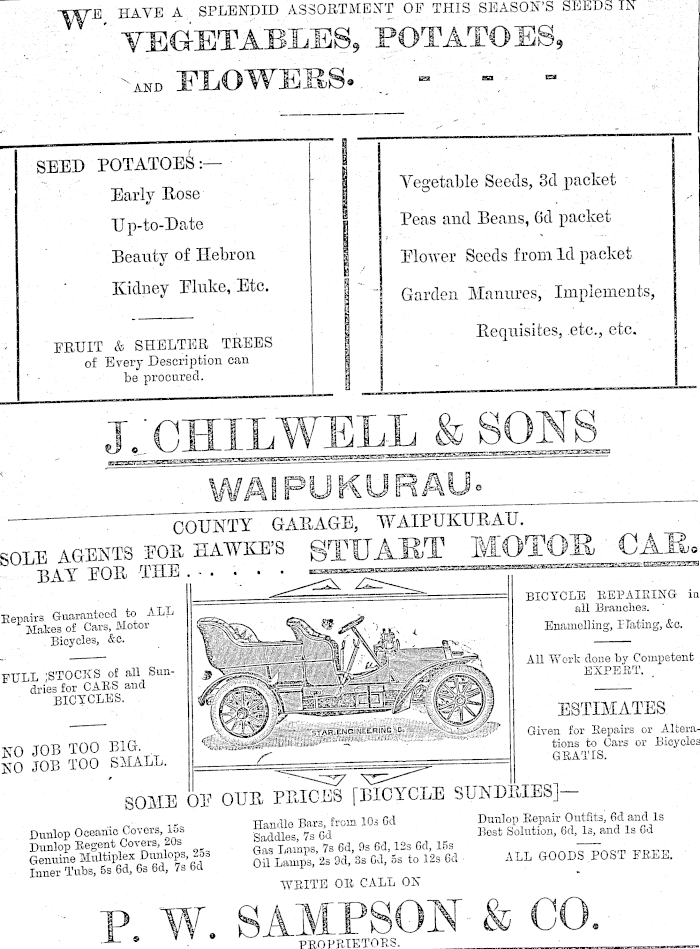 WE HAVE A SPLENDID ASSORTMENT OF THIS SEASON'S SEEDS IN
VEGETABLES, POTATOES,
AND FLOWERS. - - -
SEED POTATOES:—
Early Rose
Up-to-Date
Beauty of Hebron
Kidney Fluke, Etc.
FRUIT & SHELTER TREES
of Every Description can
be procured.
Vegetable Seeds, 3d packet
Peas and Beans, 6d packet
Flower Seeds from 1d packet
Garden Manures, Implements,
Requisites, etc., etc.
J. CHILWELL & SONS
WAIPUKURAU.
COUNTY GARAGE, WAIPUKURAU.
SOLE AGENTS FOR HAWKE'S
BAY FOR THE . . . . . .
STUART MOTOR CAR.
Repairs Guaranteed to ALL
Makes of Cars, Motor
Bicycles, &c.
FULL STOCKS of all Sun-
dries for CARS and
BICYCLES.
NO JOB TOO BIG.
NO JOB TOO SMALL.
STAR ENGINEERING C.
BICYCLE REPAIRING in
all Branches.
Enamelling, Plating, &c.
All Work done by Competent
EXPERT.
ESTIMATES
Given for Repairs or Altera-
tions to Cars or Bicycles
GRATIS.
SOME OF OUR PRICES [BICYCLE SUNDRIES]—
Dunlop Oceanic Covers, 15s
Dunlop Regent Covers, 20s
Genuine Multiplex Dunlops, 25s
Inner Tubs, 5s 6d, 6s 6d, 7s 6d
Handle Bars, from 10s 6d
Saddles, 7s 6d
Gas Lamps, 7s 6d, 9s 6d, 12s 6d, 15s
Oil Lamps, 2s 9d, 3s 6d, 5s to 12s 6d
Dunlop Repair Outfits, 6d and 1s
Best Solution, 6d, 1s, and 1s 6d
ALL GOODS POST FREE.
WRITE OR CALL ON
P. W. SAMPSON & CO.
PROPRIETORS.